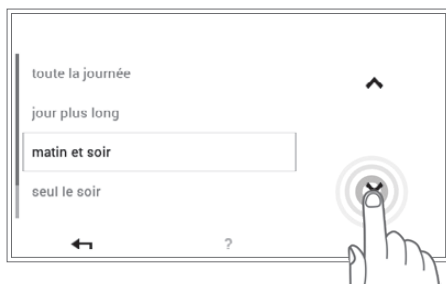 toute la journée
jour plus long
matin et soir
seul le soir
?